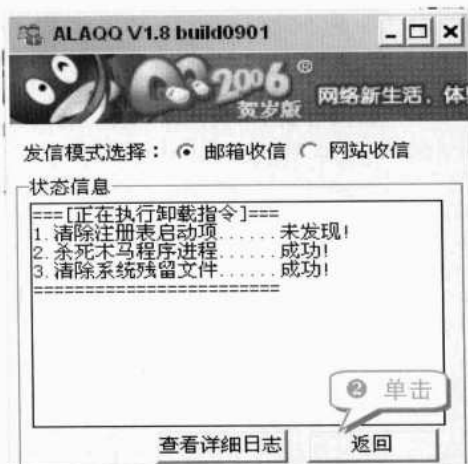 ALAQQ V1.8 build0901
QQ2006®
贺岁版
网络新生活，体
发信模式选择： 邮箱收信 网站收信
状态信息
===[正在执行卸载指令]===
1.清除注册表启动项......未发现!
2.杀死木马程序进程......成功!
3.清除系统残留文件......成功!
========================
❷ 单击
查看详细日志 返回